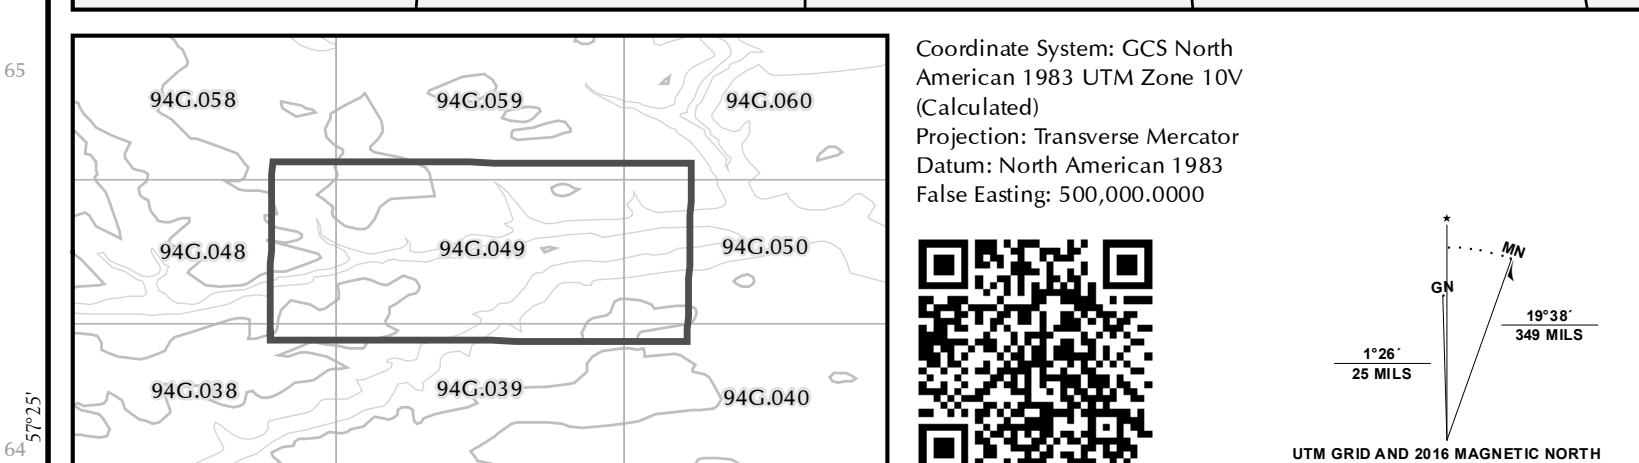 65
94G.058
94G.059
94G.060
94G.048
94G.049
94G.050
94G.038
94G.039
94G.040
57°25'
64
Coordinate System: GCS North
American 1983 UTM Zone 10V
(Calculated)
Projection: Transverse Mercator
Datum: North American 1983
False Easting: 500,000.0000
MN
GN
19°38´
349 MILS
1°26´
25 MILS
UTM GRID AND 2016 MAGNETIC NORTH